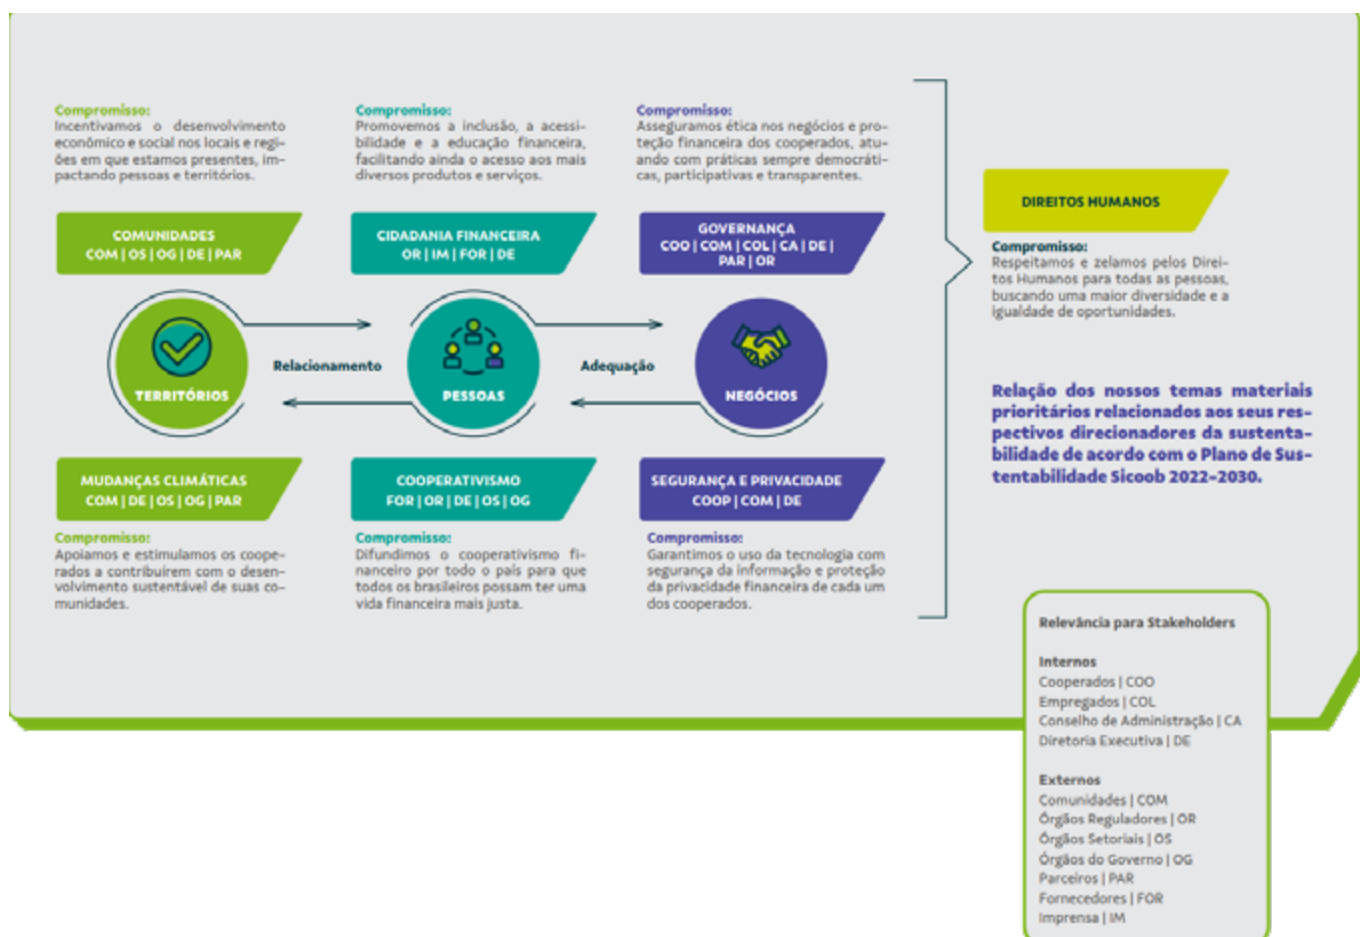 Compromisso:
Incentivamos o desenvolvimento
econômico e social nos locais e regi-
ões em que estamos presentes, im-
pactando pessoas e territórios.
Compromisso:
Promovemos a inclusão, a acessi-
bilidade e a educação financeira,
facilitando ainda o acesso aos mais
diversos produtos e serviços.
Compromisso:
Asseguramos ética nos negócios e pro-
teção financeira dos cooperados, atu-
ando com práticas sempre democráti-
cas, participativas e transparentes.
COMUNIDADES
COM | OS | OG | DE | PAR
CIDADANIA FINANCEIRA
OR | IM | FOR | DE
GOVERNANÇA
COO | COM | COL | CA | DE |
PAR | OR
TERRITÓRIOS
Relacionamento
PESSOAS
Adequação
NEGÓCIOS
MUDANÇAS CLIMÁTICAS
COM | DE | OS | OG | PAR
COOPERATIVISMO
FOR | OR | DE | OS | OG
SEGURANÇA E PRIVACIDADE
COOP | COM | DE
Compromisso:
Apoiamos e estimulamos os coope-
rados a contribuírem com o desen-
volvimento sustentável de suas co-
munidades.
Compromisso:
Difundimos o cooperativismo fi-
nanceiro por todo o país para que
todos os brasileiros possam ter uma
vida financeira mais justa.
Compromisso:
Garantimos o uso da tecnologia com
segurança da informação e proteção
da privacidade financeira de cada um
dos cooperados.
DIREITOS HUMANOS
Compromisso:
Respeitamos e zelamos pelos Direi-
tos Humanos para todas as pessoas,
buscando uma maior diversidade e a
igualdade de oportunidades.
Relação dos nossos temas materiais
prioritários relacionados aos seus res-
pectivos direcionadores da sustenta-
bilidade de acordo com o Plano de Sus-
tentabilidade Sicoob 2022-2030.
Relevância para Stakeholders
Internos
Cooperados | COO
Empregados | COL
Conselho de Administração | CA
Diretoria Executiva | DE
Externos
Comunidades | COM
Órgãos Reguladores | OR
Órgãos Setoriais | OS
Órgãos do Governo | OG
Parceiros | PAR
Fornecedores | FOR
Imprensa | IM